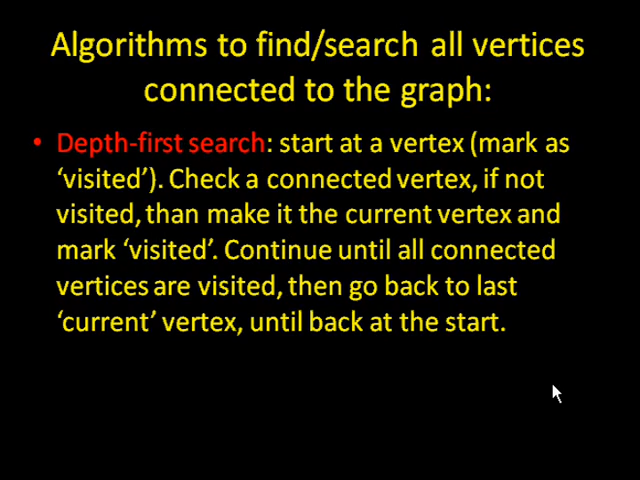 Algorithms to find/search all vertices
connected to the graph:
• Depth-first search: start at a vertex (mark as
‘visited’). Check a connected vertex, if not
visited, than make it the current vertex and
mark ‘visited’. Continue until all connected
vertices are visited, then go back to last
‘current’ vertex, until back at the start.